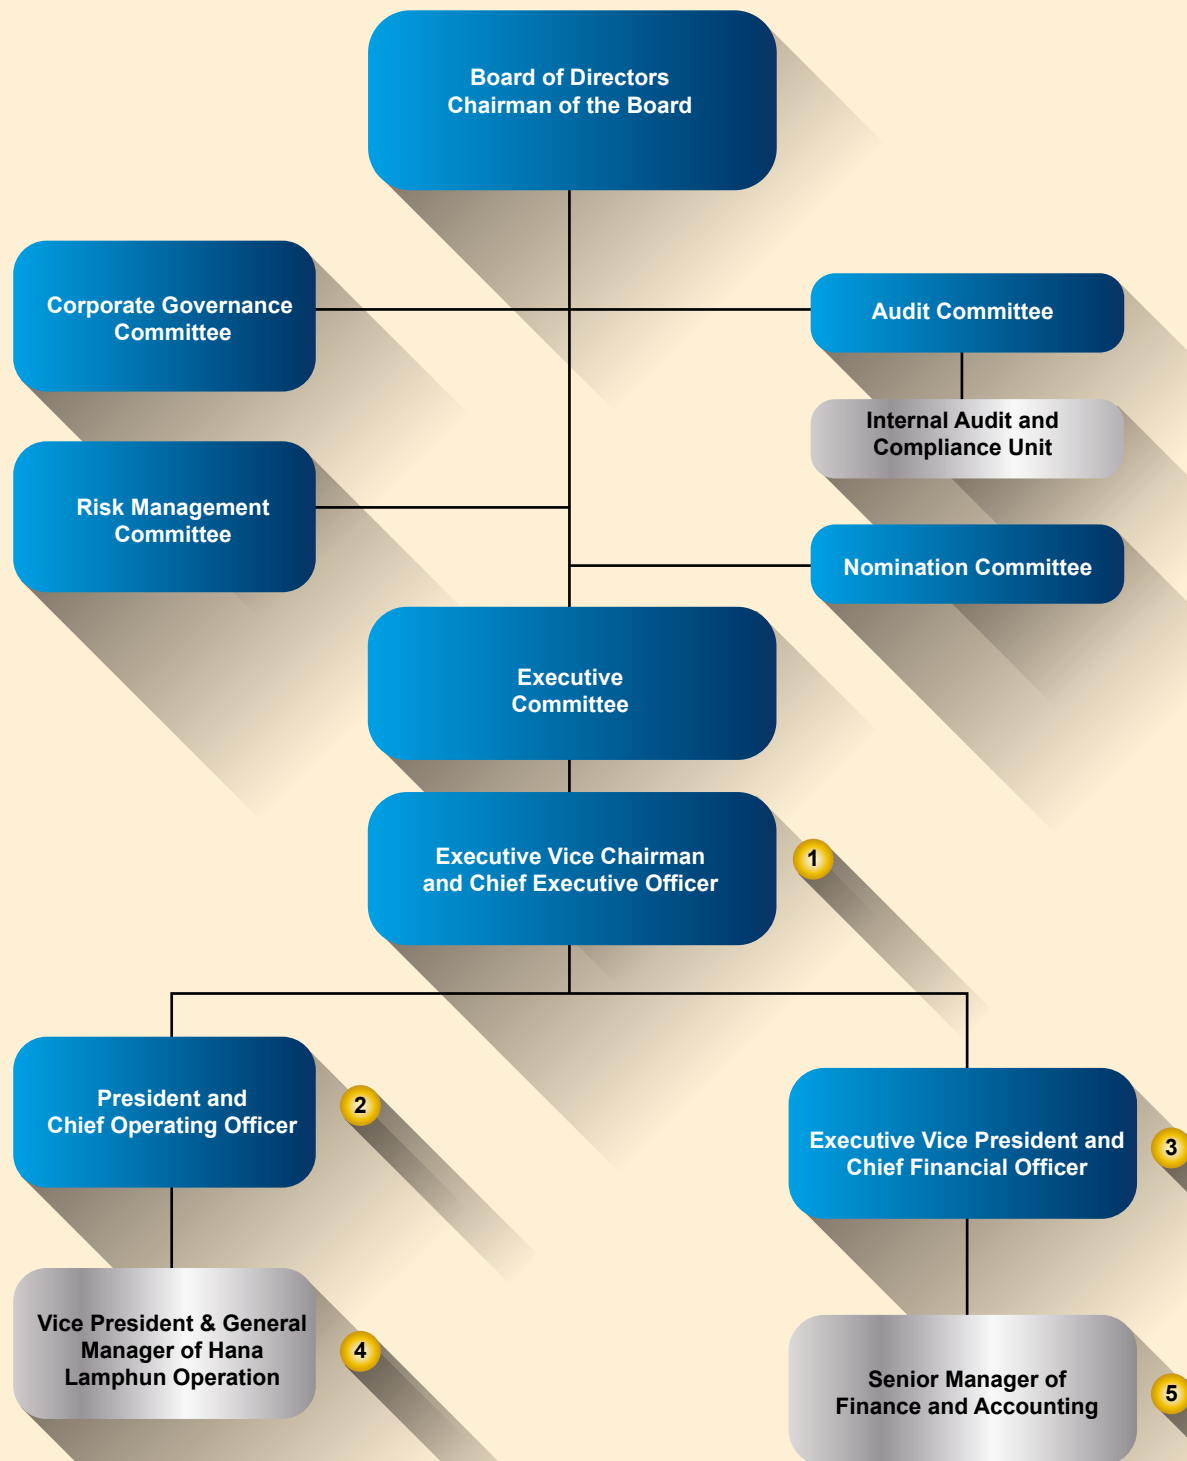 Board of Directors
Chairman of the Board
Corporate Governance
Committee
Audit Committee
Internal Audit and
Compliance Unit
Risk Management
Committee
Nomination Committee
Executive
Committee
Executive Vice Chairman
and Chief Executive Officer
1
President and
Chief Operating Officer
2
Executive Vice President and
Chief Financial Officer
3
Vice President & General
Manager of Hana
Lamphun Operation
4
Senior Manager of
Finance and Accounting
5